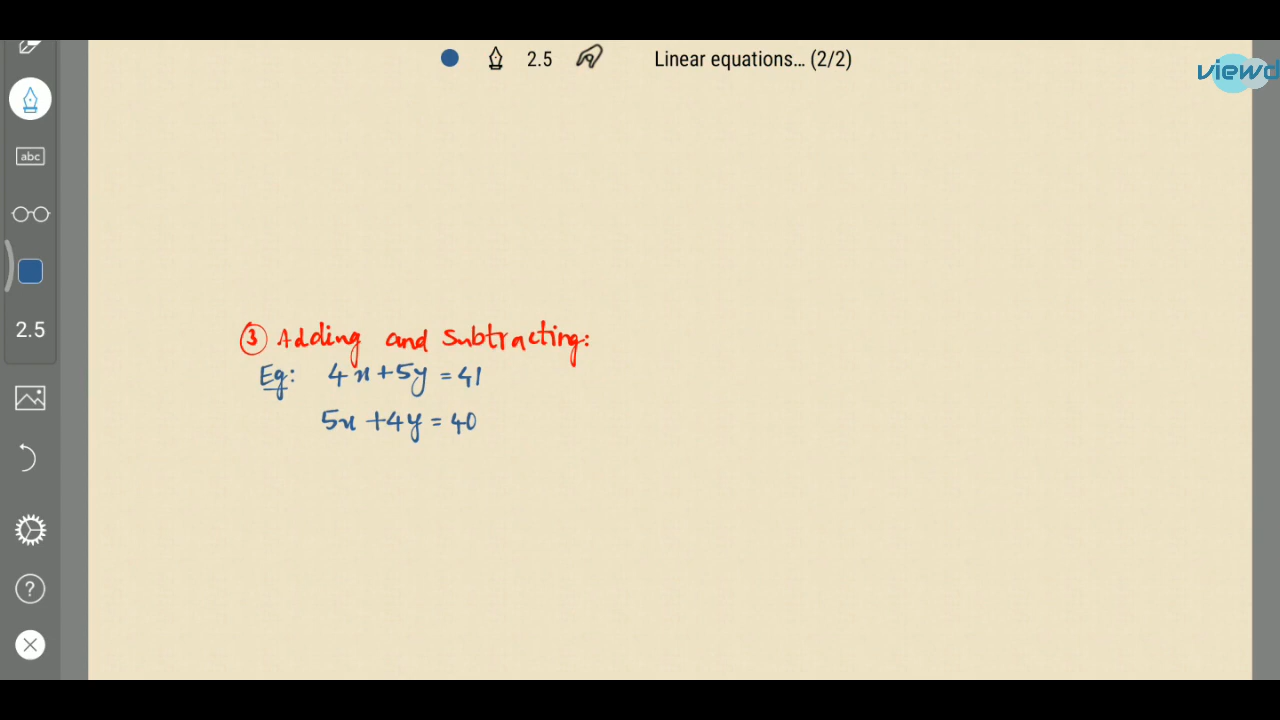 2.5 Linear equations... (2/2)
viewd
abc
2.5
③ Adding and Subtracting:
Eg: 4x+5y = 41
5x+4y = 40
?